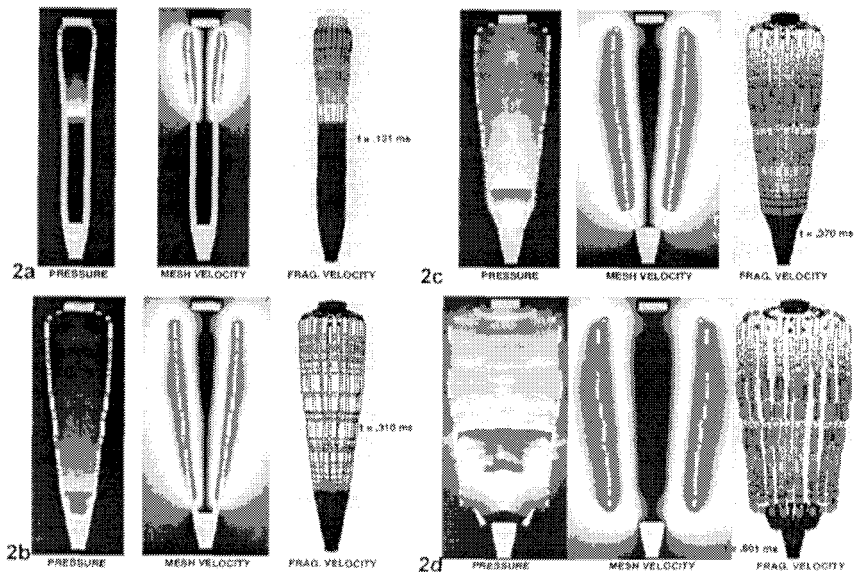 t = .131 ms
2a PRESSURE MESH VELOCITY FRAG. VELOCITY
t = .310 ms
2b PRESSURE MESH VELOCITY FRAG. VELOCITY
t = .370 ms
2c PRESSURE MESH VELOCITY FRAG. VELOCITY
t = .601 ms
2d PRESSURE MESH VELOCITY FRAG. VELOCITY